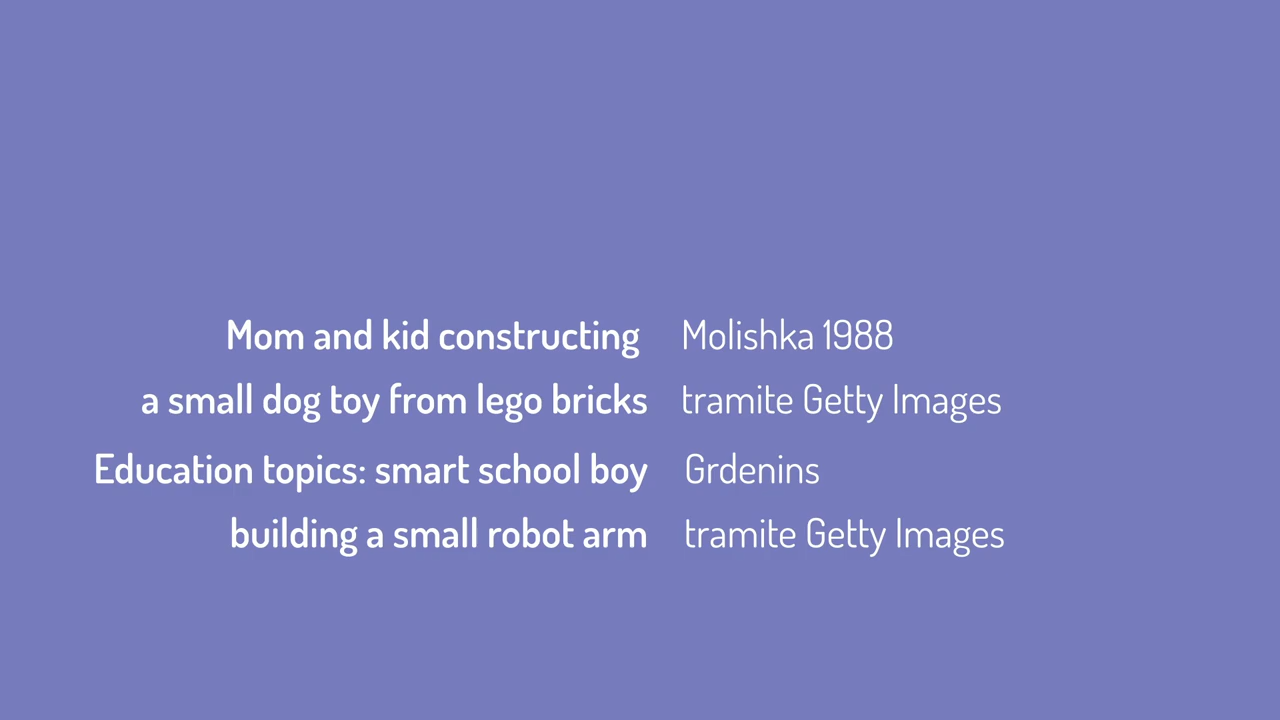 Mom and kid constructing Molishka 1988
a small dog toy from lego bricks tramite Getty Images
Education topics: smart school boy Grdenins
building a small robot arm tramite Getty Images